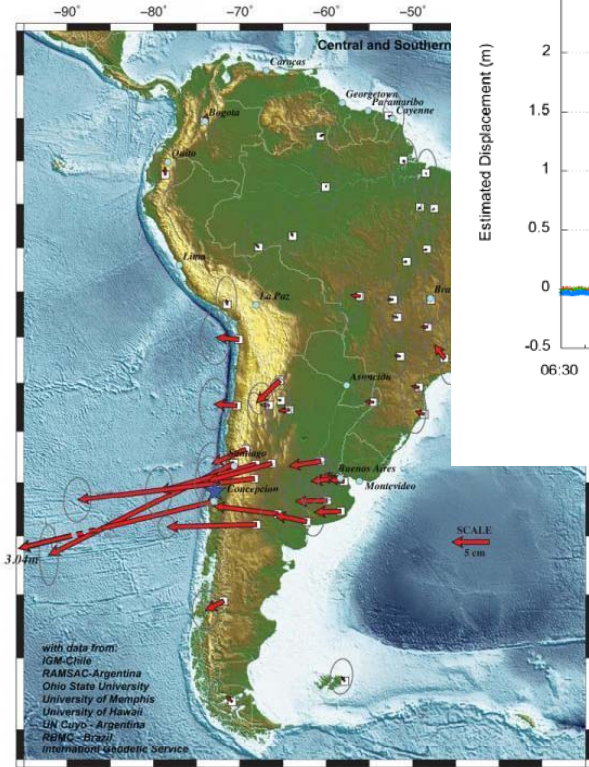 −90° −80° −70° −60° −50°
Central and Southern
Caracas
Georgetown
Paramaribo
Cayenne
Bogota
Quito
Lima
La Paz
Bra
Asunción
Santiago
Concepcion
Buenos Aires
Montevideo
3.04m
SCALE
5 cm
with data from:
IGM-Chile
RAMSAC-Argentina
Ohio State University
University of Memphis
University of Hawaii
UN Cuyo - Argentina
RBMC - Brazil
Internationl Geodetic Service
Estimated Displacement (m)
2
1.5
1
0.5
0
-0.5
06:30